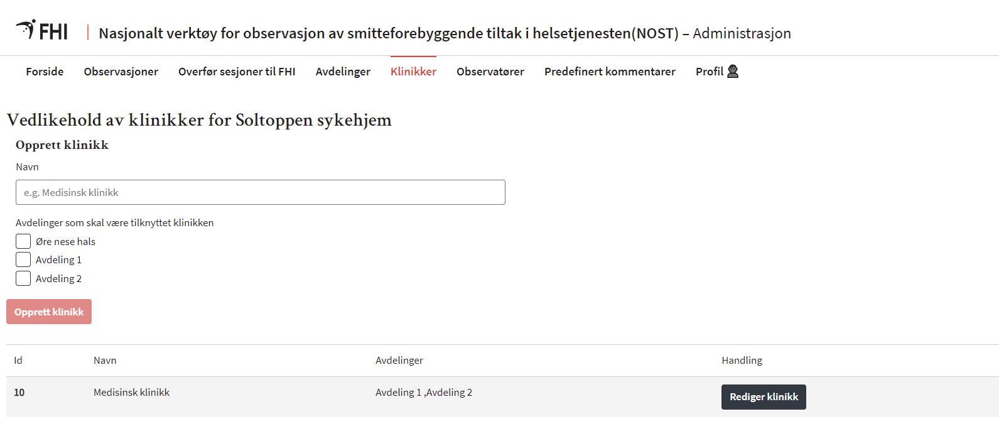 FHI
Nasjonalt verktøy for observasjon av smitteforebyggende tiltak i helsetjenesten(NOST) – Administrasjon
Forside Observasjoner Overfør sesjoner til FHI Avdelinger Klinikker Observatører Predefinert kommentarer Profil
Vedlikehold av klinikker for Soltoppen sykehjem
Opprett klinikk
Navn
e.g. Medisinsk klinikk
Avdelinger som skal være tilknyttet klinikken
Øre nese hals
Avdeling 1
Avdeling 2
Opprett klinikk
Id Navn Avdelinger Handling
10 Medisinsk klinikk Avdeling 1 ,Avdeling 2 Rediger klinikk